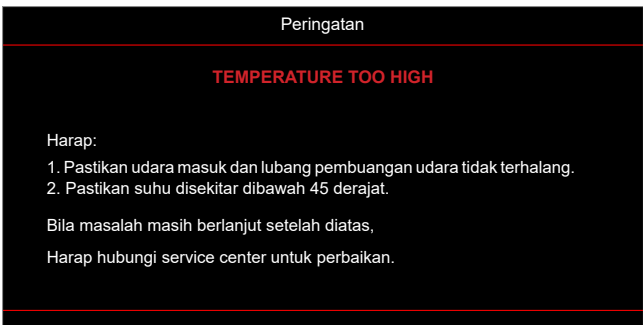 Peringatan
TEMPERATURE TOO HIGH
Harap:
1. Pastikan udara masuk dan lubang pembuangan udara tidak terhalang.
2. Pastikan suhu disekitar dibawah 45 derajat.
Bila masalah masih berlanjut setelah diatas,
Harap hubungi service center untuk perbaikan.